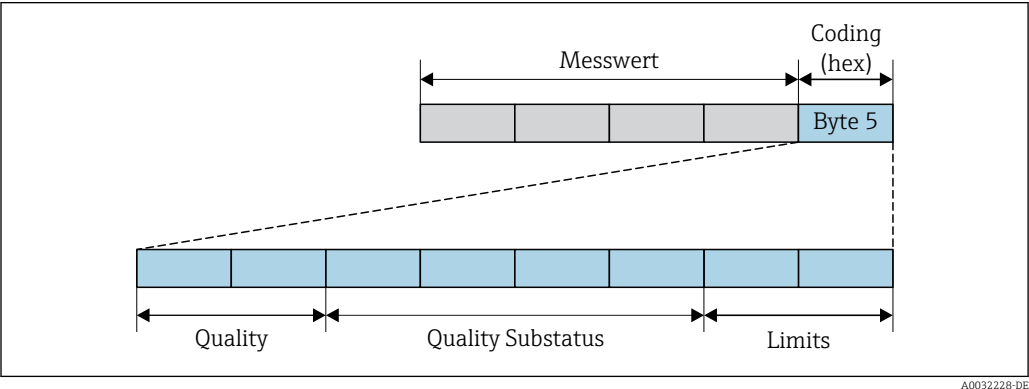 Coding
(hex)
Messwert
Byte 5
Quality
Quality Substatus
Limits
A0032228-DE